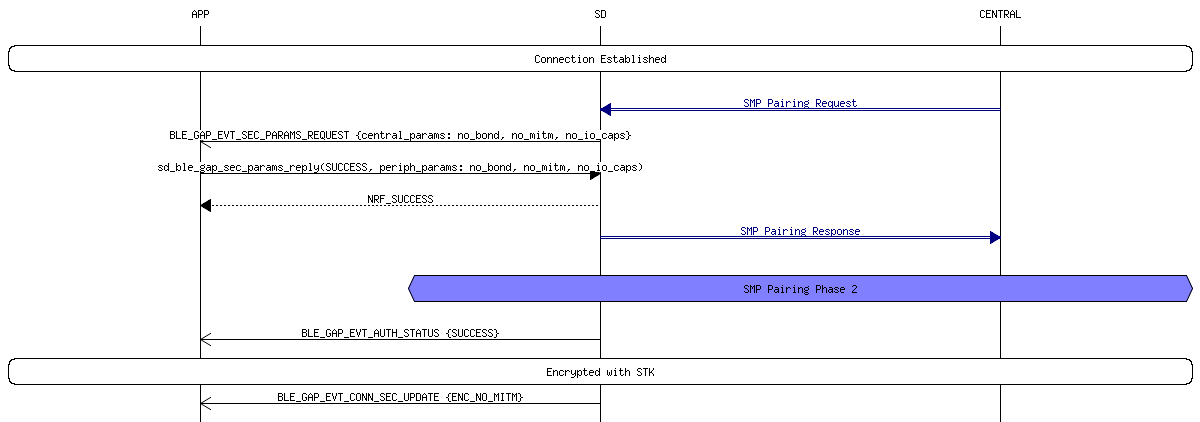 APP SD CENTRAL
Connection Established
SMP Pairing Request
BLE_GAP_EVT_SEC_PARAMS_REQUEST {central_params: no_bond, no_mitm, no_io_caps}
sd_ble_gap_sec_params_reply(SUCCESS, periph_params: no_bond, no_mitm, no_io_caps)
NRF_SUCCESS
SMP Pairing Response
SMP Pairing Phase 2
BLE_GAP_EVT_AUTH_STATUS {SUCCESS}
Encrypted with STK
BLE_GAP_EVT_CONN_SEC_UPDATE {ENC_NO_MITM}